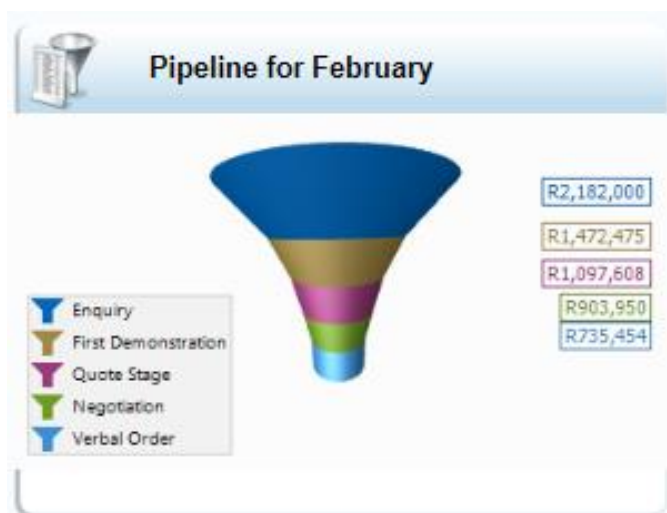 Pipeline for February
R2,182,000
R1,472,475
R1,097,608
R903,950
R735,454
Enquiry
First Demonstration
Quote Stage
Negotiation
Verbal Order